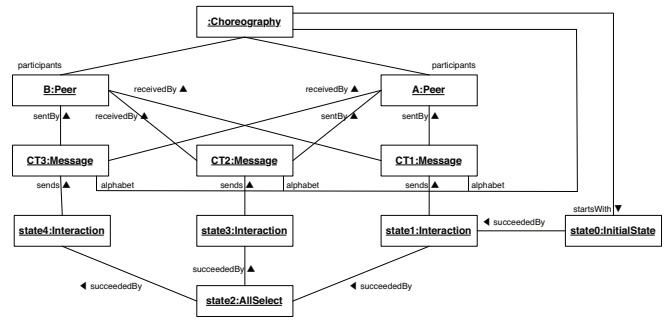 :Choreography
participants
participants
B:Peer
receivedBy ▲
receivedBy ▲
A:Peer
sentBy ▲
receivedBy ▲
sentBy ▲
sentBy ▲
CT3:Message
CT2:Message
CT1:Message
sends ▲
alphabet
sends ▲
alphabet
sends ▲
alphabet
startsWith ▼
state4:Interaction
state3:Interaction
state1:Interaction
◀ succeededBy
state0:InitialState
succeededBy ▲
◀ succeededBy
◀ succeededBy
state2:AllSelect